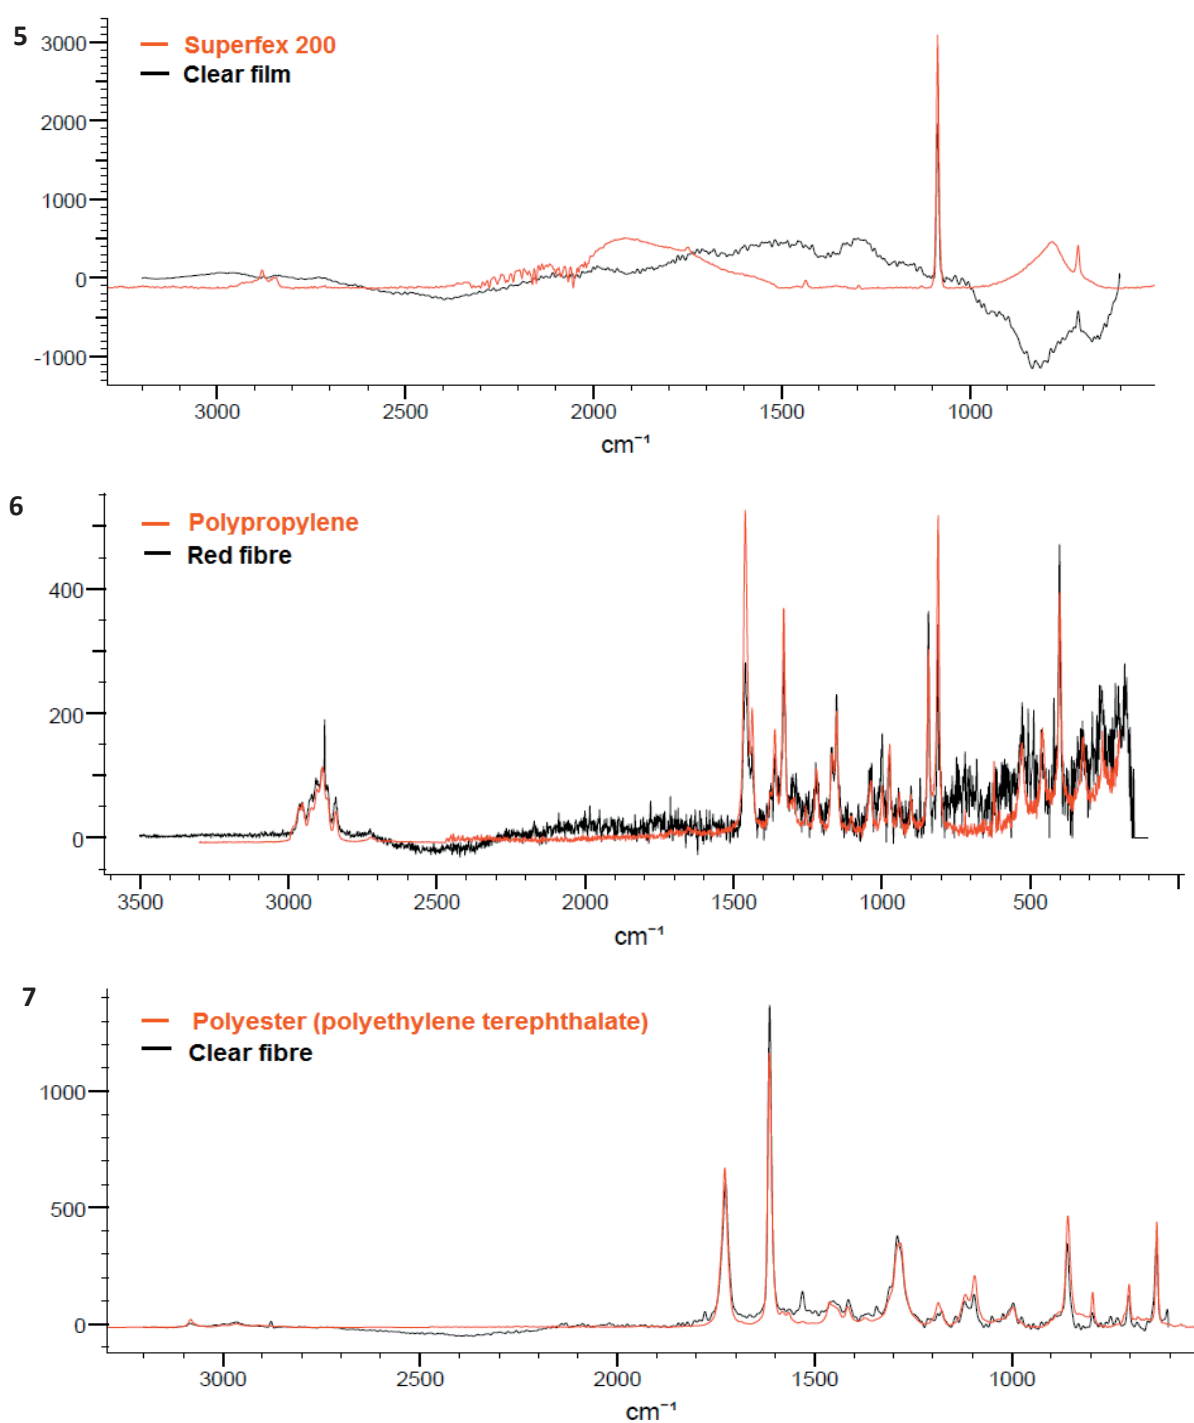 5
Superfex 200
Clear film
3000
2000
1000
0
-1000
3000 2500 2000 1500 1000
cm⁻¹
6
Polypropylene
Red fibre
400
200
0
3500 3000 2500 2000 1500 1000 500
cm⁻¹
7
Polyester (polyethylene terephthalate)
Clear fibre
1000
500
0
3000 2500 2000 1500 1000
cm⁻¹